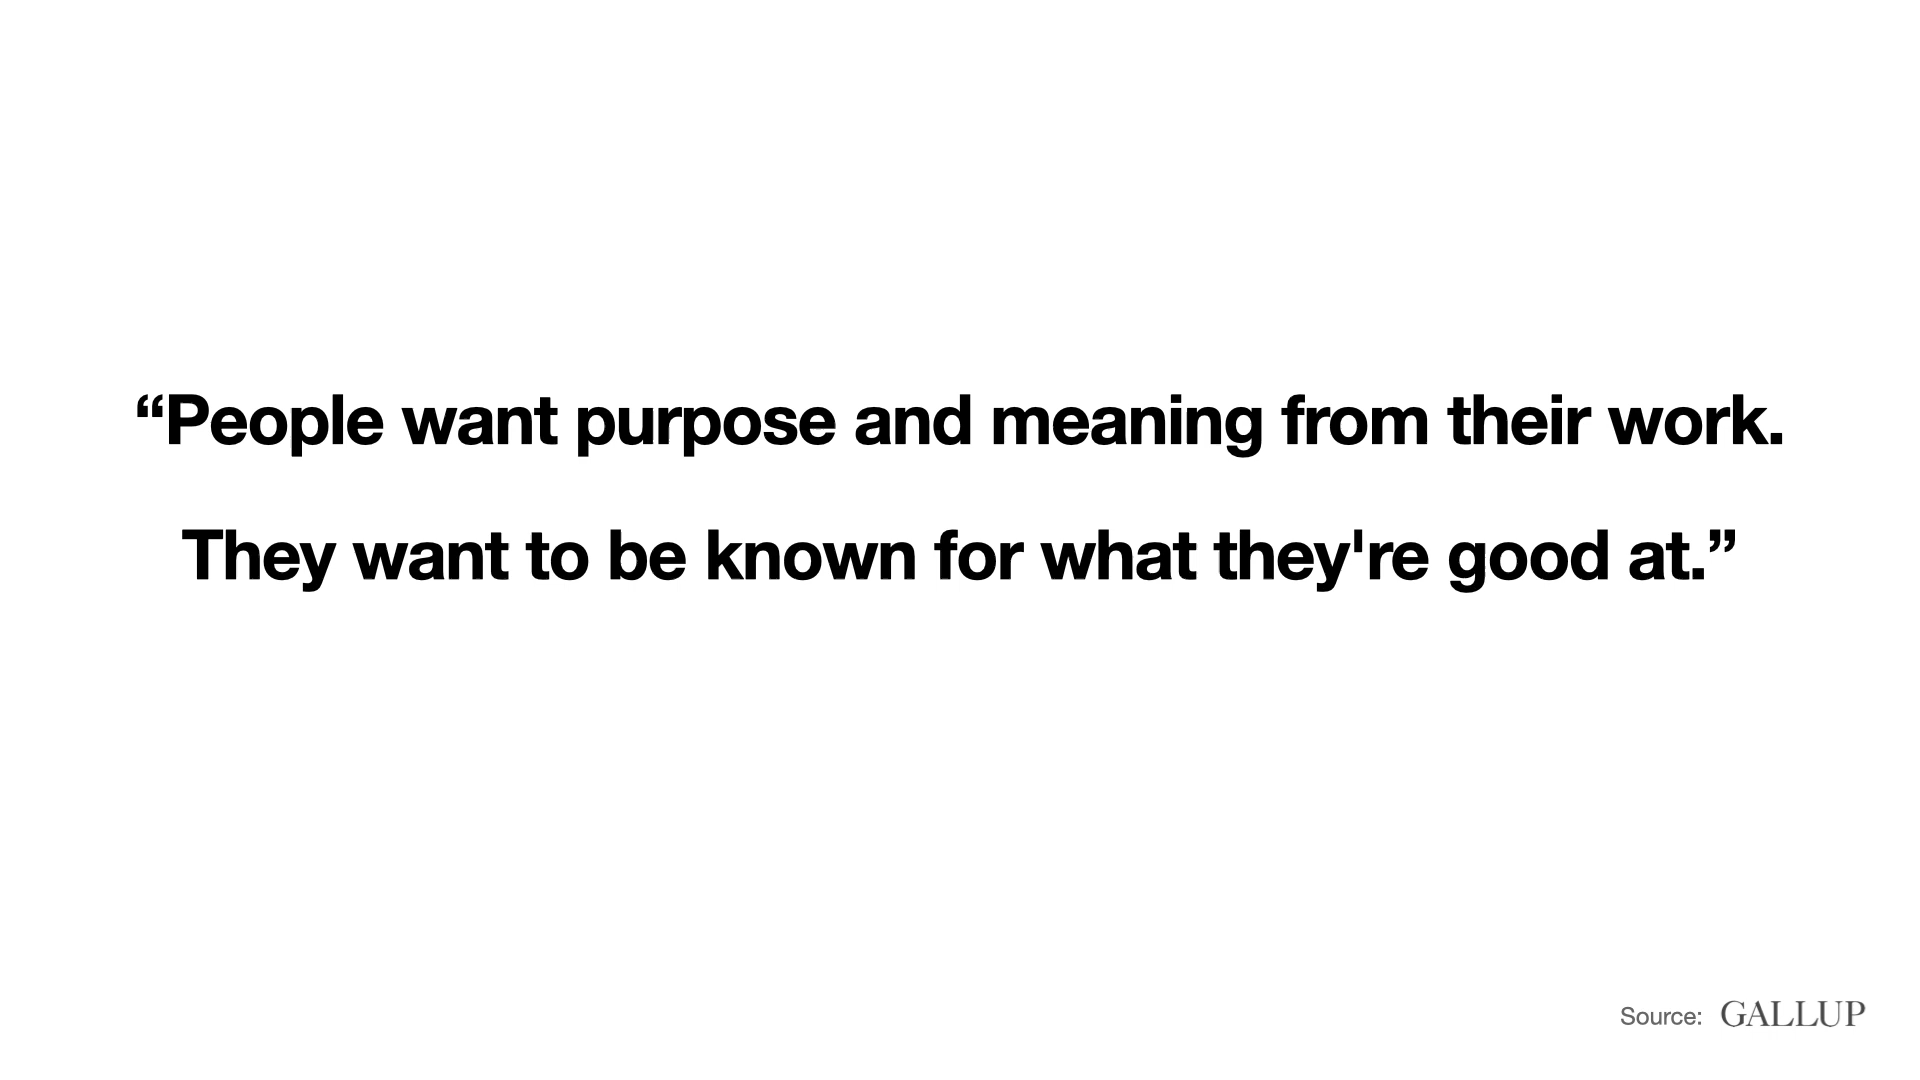 “People want purpose and meaning from their work.
They want to be known for what they're good at.”
Source: GALLUP